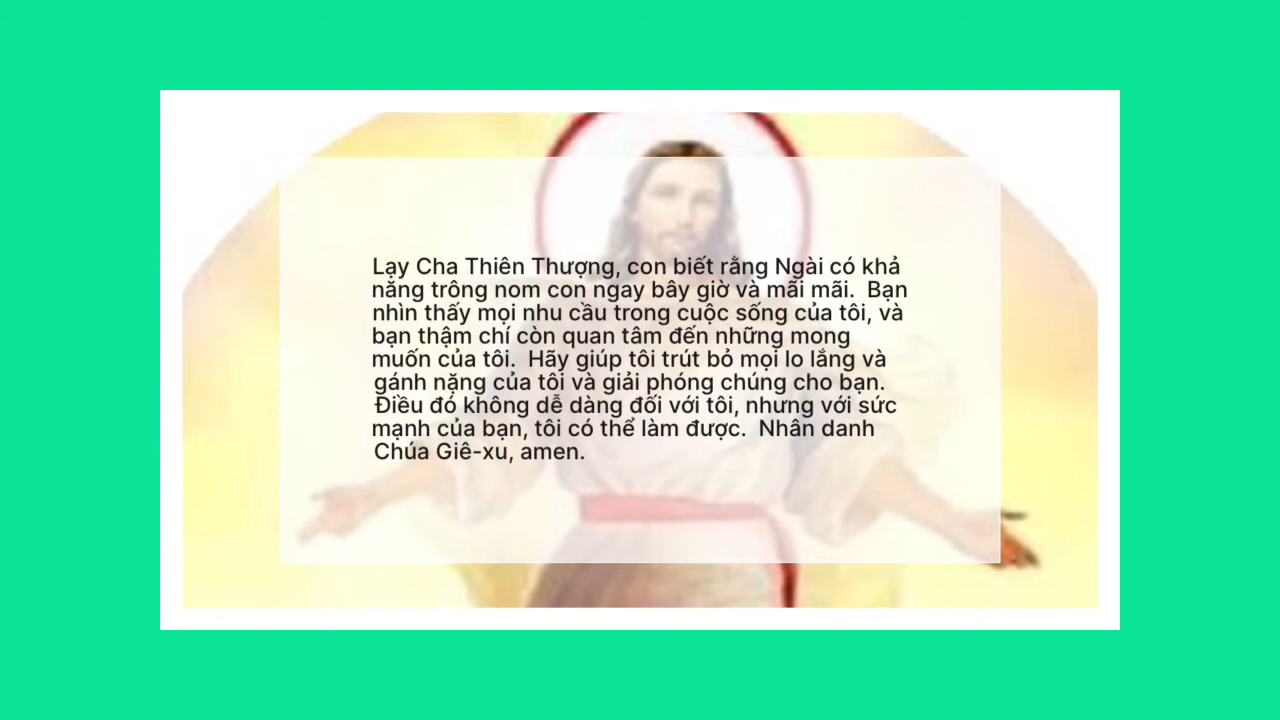 Lạy Cha Thiên Thượng, con biết rằng Ngài có khả
năng trông nom con ngay bây giờ và mãi mãi.  Bạn
nhìn thấy mọi nhu cầu trong cuộc sống của tôi, và
bạn thậm chí còn quan tâm đến những mong
muốn của tôi.  Hãy giúp tôi trút bỏ mọi lo lắng và
gánh nặng của tôi và giải phóng chúng cho bạn.
Điều đó không dễ dàng đối với tôi, nhưng với sức
mạnh của bạn, tôi có thể làm được.  Nhân danh
Chúa Giê-xu, amen.